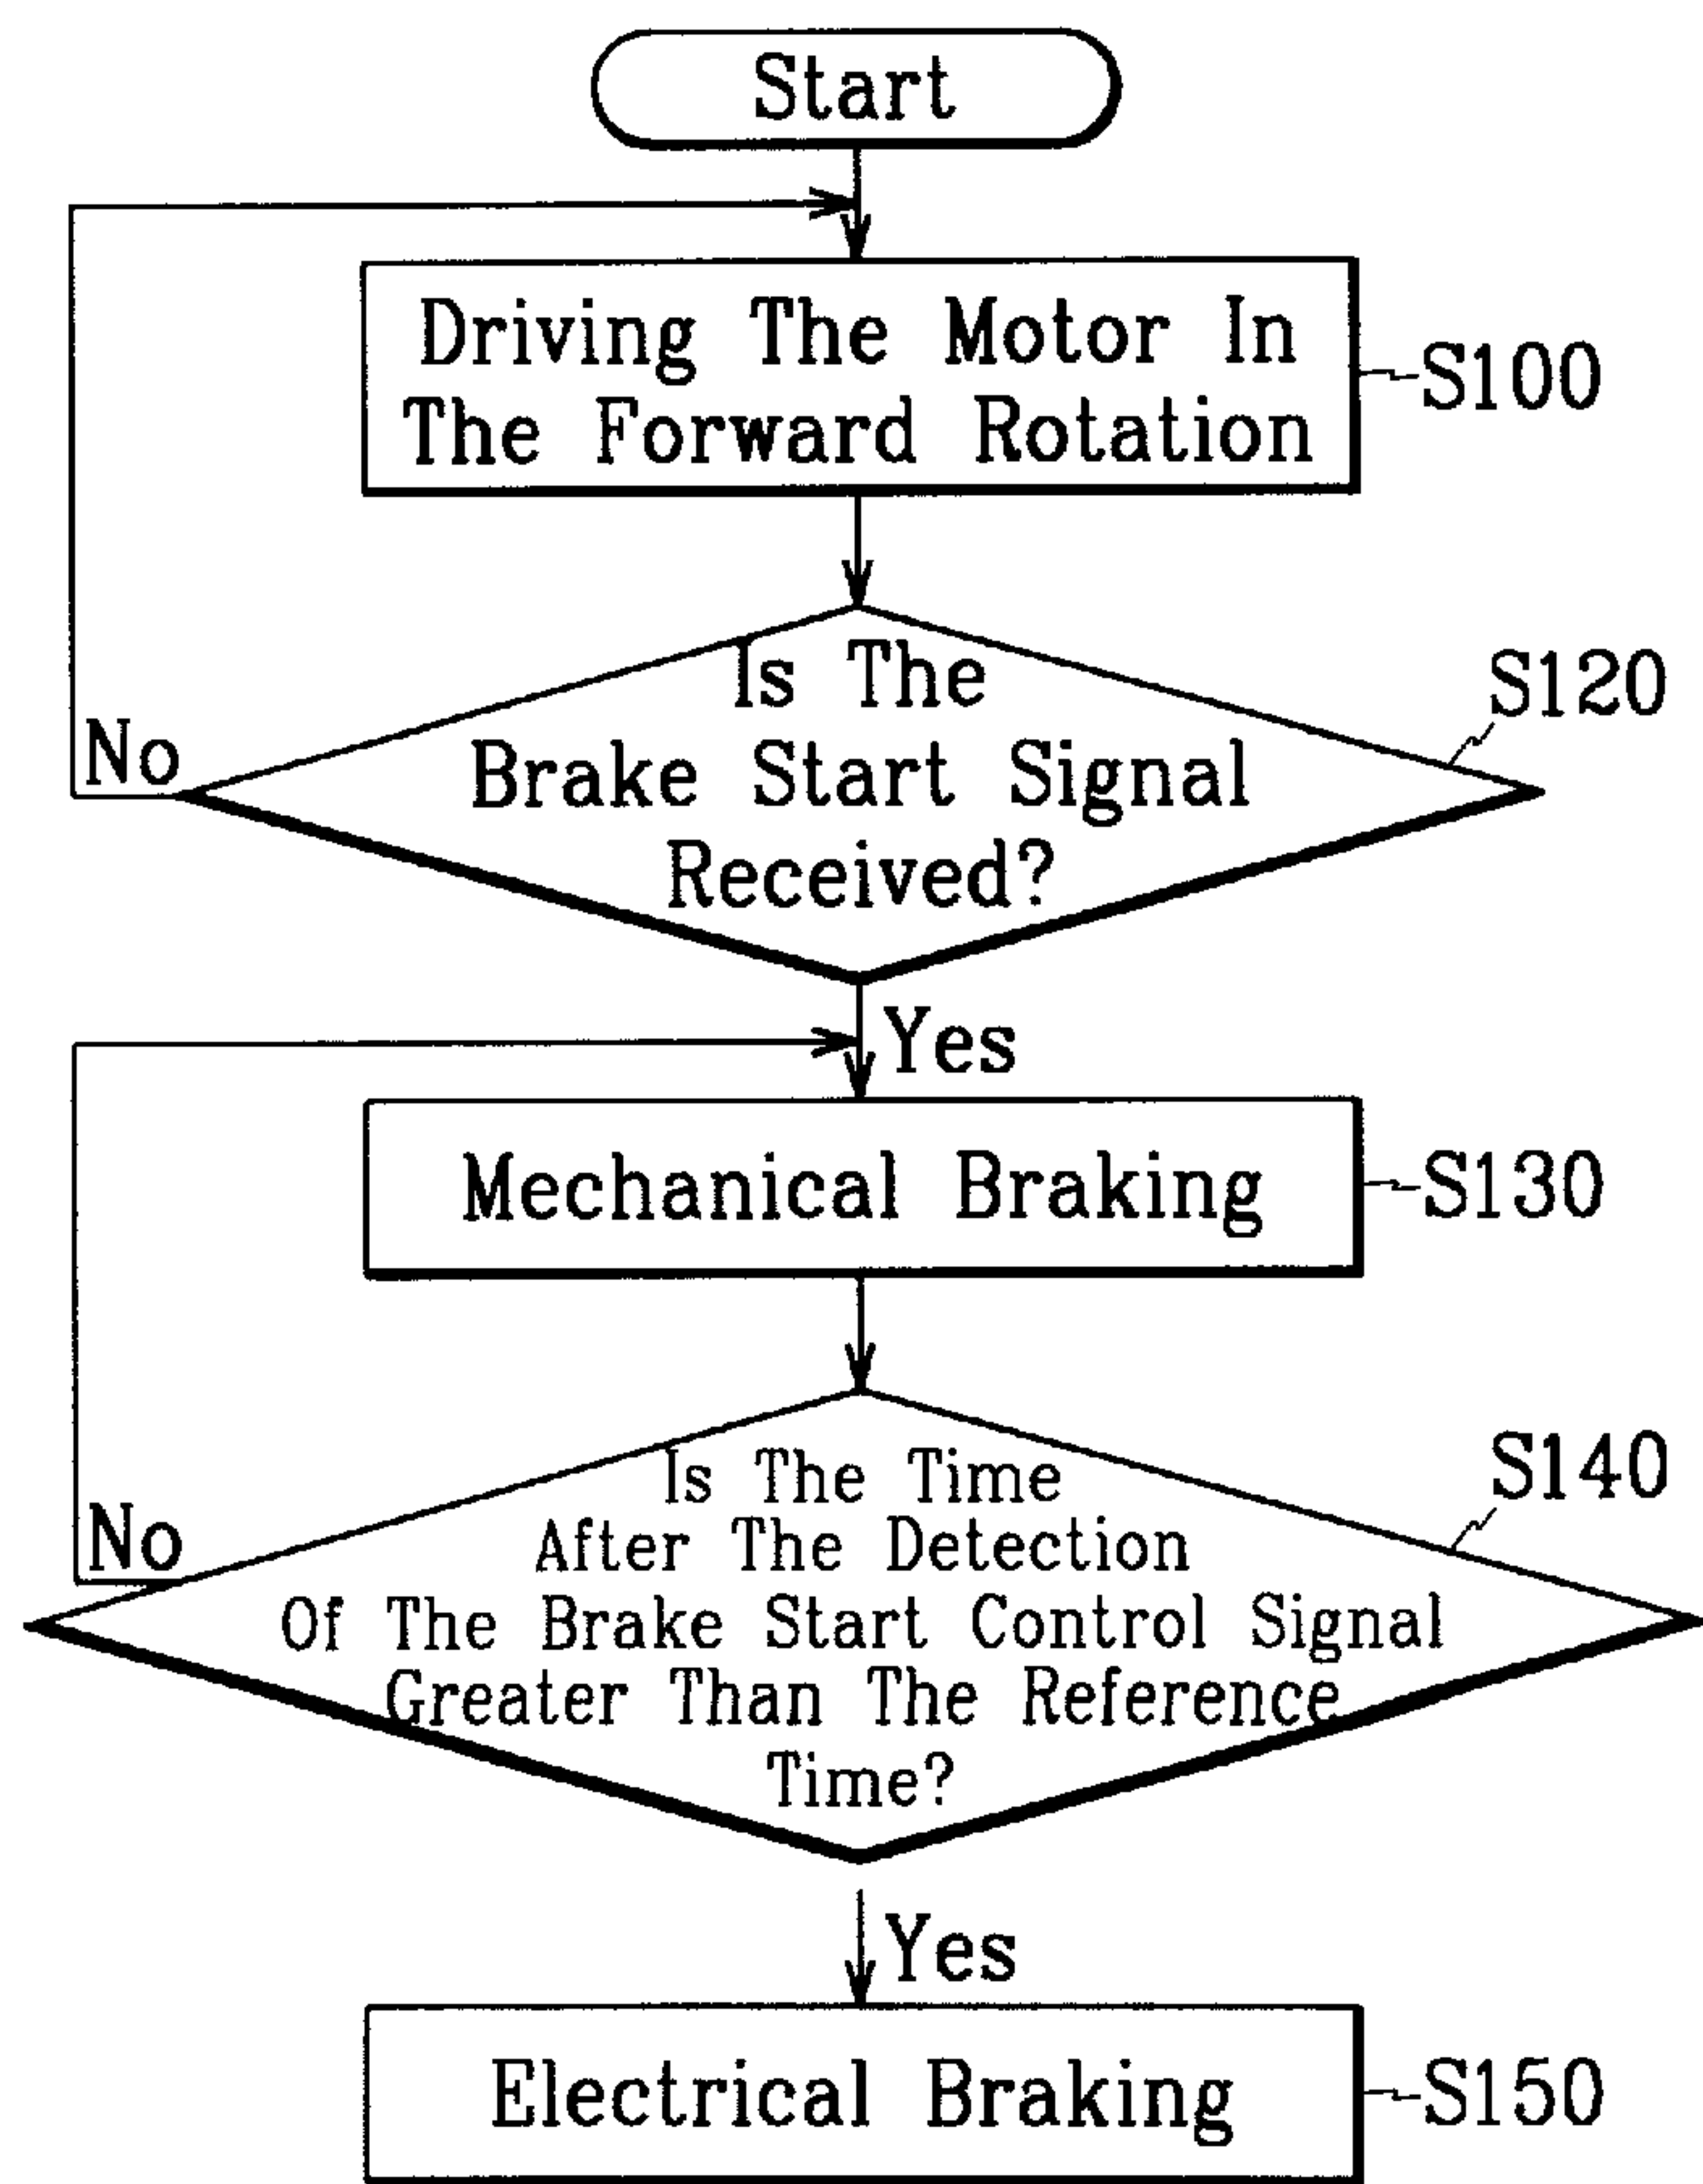 Start
Driving The Motor In
The Forward Rotation
S100
Is The
Brake Start Signal
Received?
S120
No
Yes
Mechanical Braking
S130
Is The Time
After The Detection
Of The Brake Start Control Signal
Greater Than The Reference
Time?
S140
No
Yes
Electrical Braking
S150